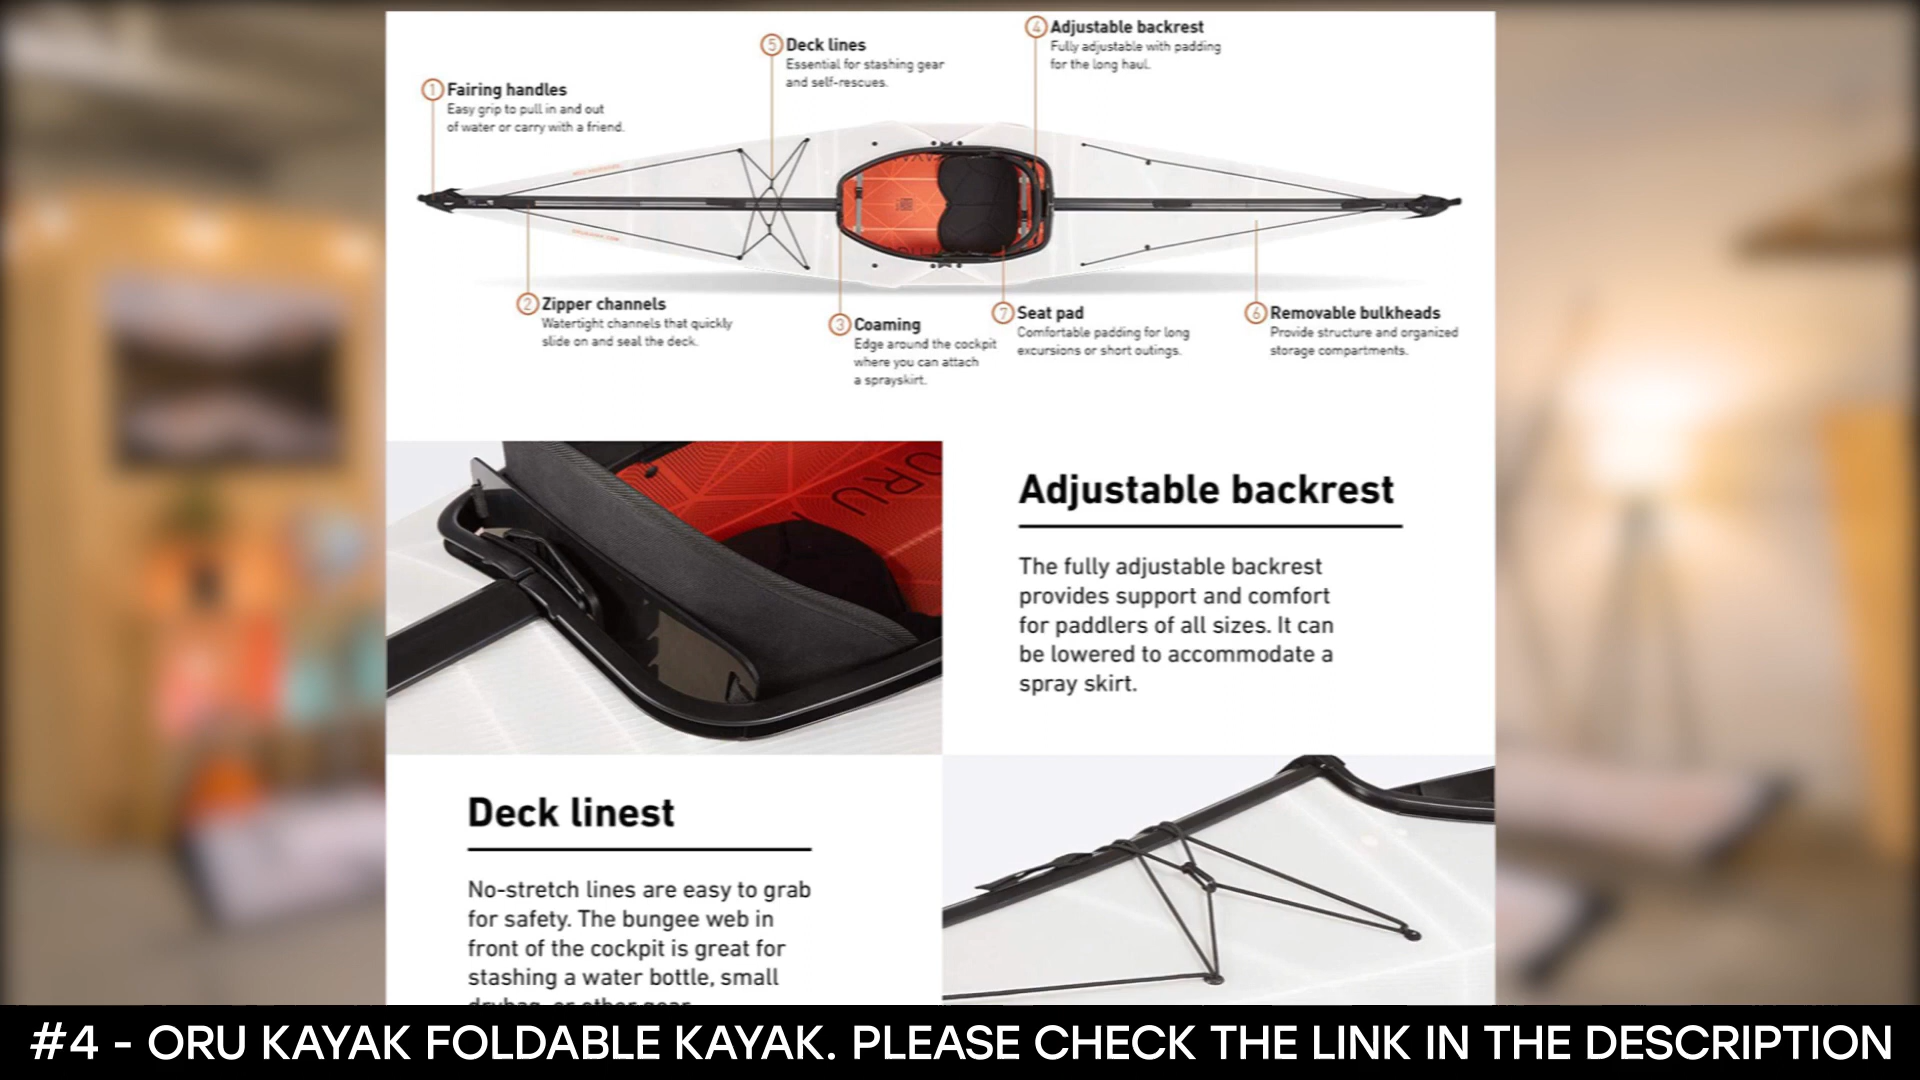 4 Adjustable backrest
Fully adjustable with padding
for the long haul.
5 Deck lines
Essential for stashing gear
and self-rescues.
1 Fairing handles
Easy grip to pull in and out
of water or carry with a friend.
2 Zipper channels
Watertight channels that quickly
slide on and seal the deck.
3 Coaming
Edge around the cockpit
where you can attach
a sprayskirt.
7 Seat pad
Comfortable padding for long
excursions or short outings.
6 Removable bulkheads
Provide structure and organized
storage compartments.
ORU
Adjustable backrest
The fully adjustable backrest
provides support and comfort
for paddlers of all sizes. It can
be lowered to accommodate a
spray skirt.
Deck linest
No-stretch lines are easy to grab
for safety. The bungee web in
front of the cockpit is great for
stashing a water bottle, small
drybag, or other gear.
#4 - ORU KAYAK FOLDABLE KAYAK. PLEASE CHECK THE LINK IN THE DESCRIPTION